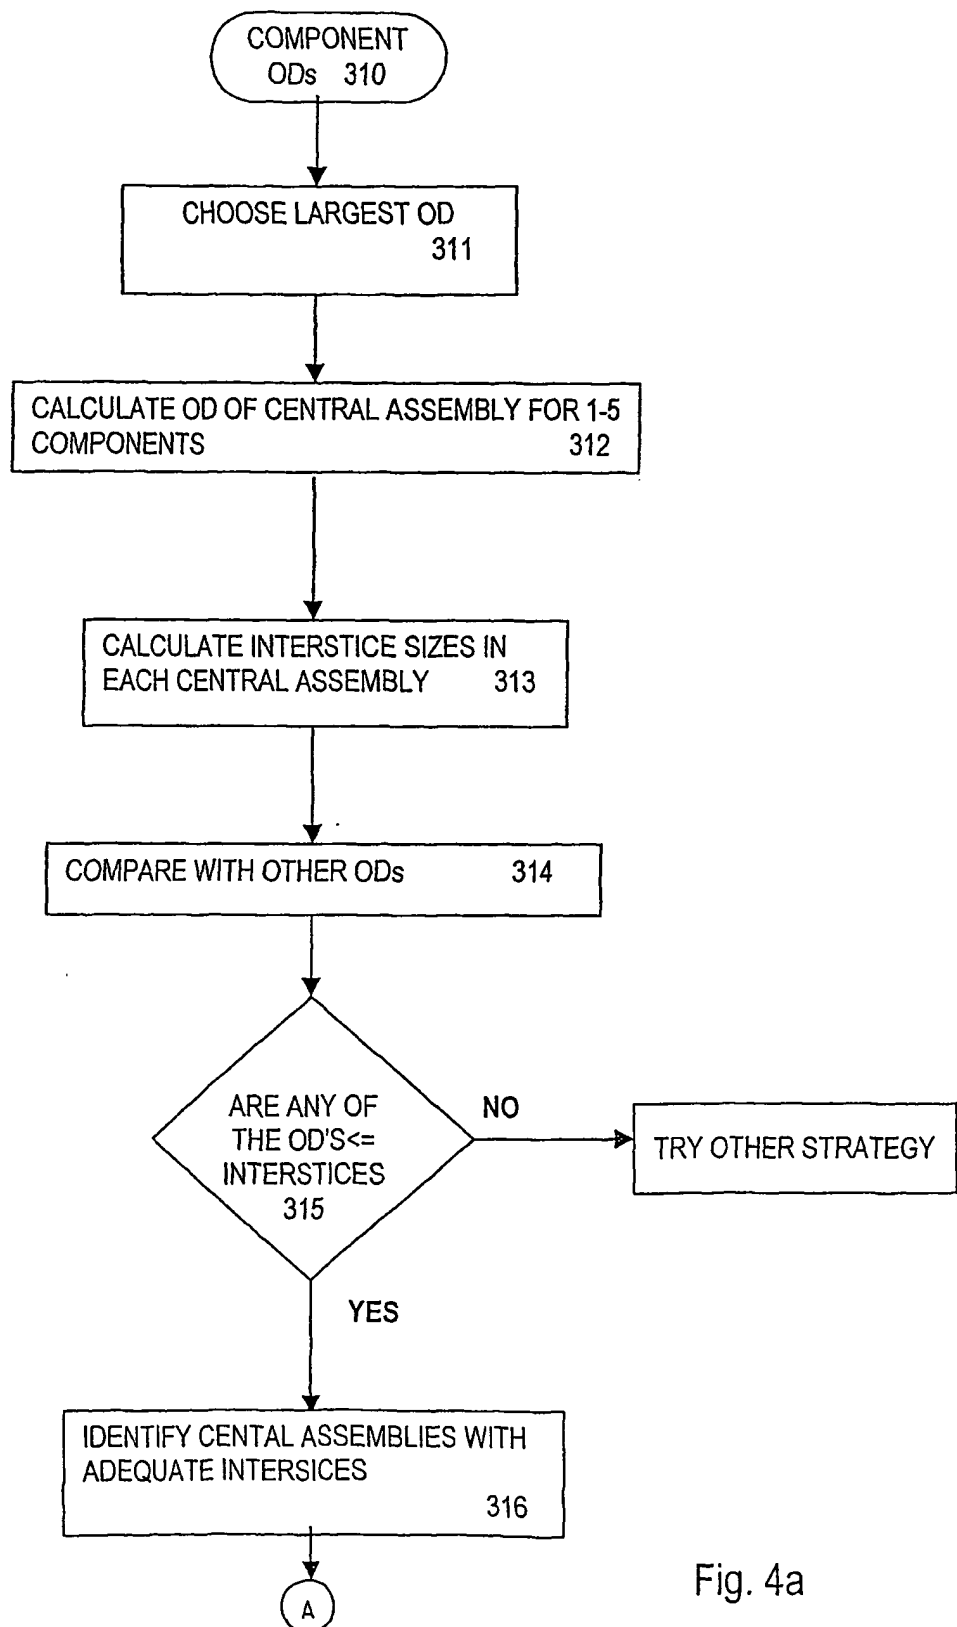 COMPONENT
ODs 310
CHOOSE LARGEST OD
311
CALCULATE OD OF CENTRAL ASSEMBLY FOR 1-5
COMPONENTS 312
CALCULATE INTERSTICE SIZES IN
EACH CENTRAL ASSEMBLY 313
COMPARE WITH OTHER ODs 314
ARE ANY OF
THE OD'S<=
INTERSTICES
315
NO
TRY OTHER STRATEGY
YES
IDENTIFY CENTAL ASSEMBLIES WITH
ADEQUATE INTERSICES
316
A
Fig. 4a